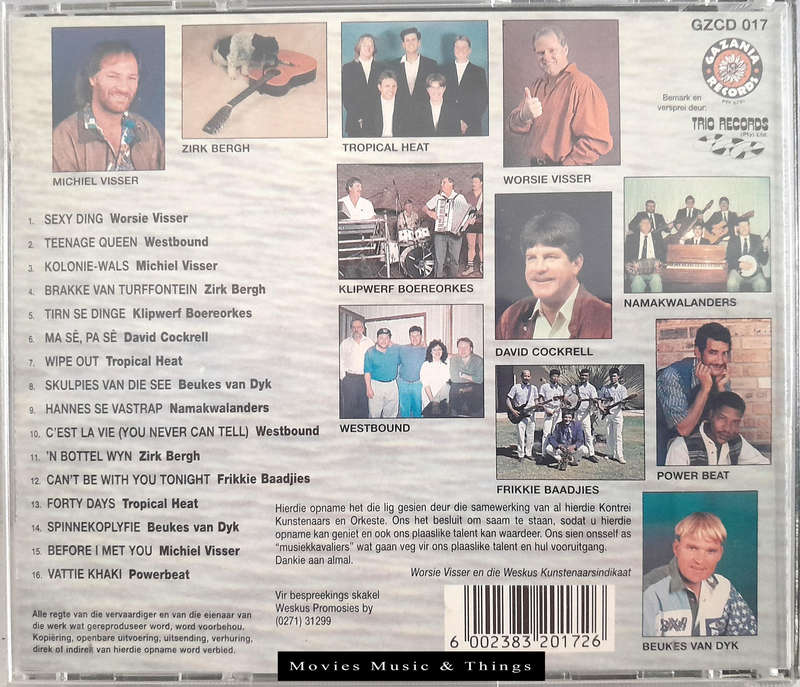 GZCD 017
GAZANIA
RECORDS
Bemark en
versprei deur:
TRIO RECORDS
MICHIEL VISSER
ZIRK BERGH
TROPICAL HEAT
WORSIE VISSER
KLIPWERF BOEREORKES
DAVID COCKRELL
NAMAKWALANDERS
WESTBOUND
FRIKKIE BAADJIES
POWER BEAT
BEUKES VAN DYK
1. SEXY DING Worsie Visser
2. TEENAGE QUEEN Westbound
3. KOLONIE-WALS Michiel Visser
4. BRAKKE VAN TURFFONTEIN Zirk Bergh
5. TIRN SE DINGE Klipwerf Boereorkes
6. MA SÊ, PA SÊ David Cockrell
7. WIPE OUT Tropical Heat
8. SKULPIES VAN DIE SEE Beukes van Dyk
9. HANNES SE VASTRAP Namakwalanders
10. C'EST LA VIE (YOU NEVER CAN TELL) Westbound
11. 'N BOTTEL WYN Zirk Bergh
12. CAN'T BE WITH YOU TONIGHT Frikkie Baadjies
13. FORTY DAYS Tropical Heat
14. SPINNEKOPLYFIE Beukes van Dyk
15. BEFORE I MET YOU Michiel Visser
16. VATTIE KHAKI Powerbeat
Hierdie opname het die lig gesien deur die samewerking van al hierdie Kontrei
Kunstenaars en Orkeste. Ons het besluit om saam te staan, sodat u hierdie
opname kan geniet en ook ons plaaslike talent kan waardeer. Ons sien onsself as
"musiekkavaliers" wat gaan veg vir ons plaaslike talent en hul vooruitgang.
Dankie aan almal.
Worsie Visser en die Weskus Kunstenaarsindikaat
Vir bespreekings skakel
Weskus Promosies by
(0271) 31299
Alle regte van die vervaardiger en van die eienaar van
die werk wat gereproduseer word, word voorbehou.
Kopiëring, openbare uitvoering, uitsending, verhuring,
direk of indirek van hierdie opname word verbied.
6 002383 201726
Movies Music & Things